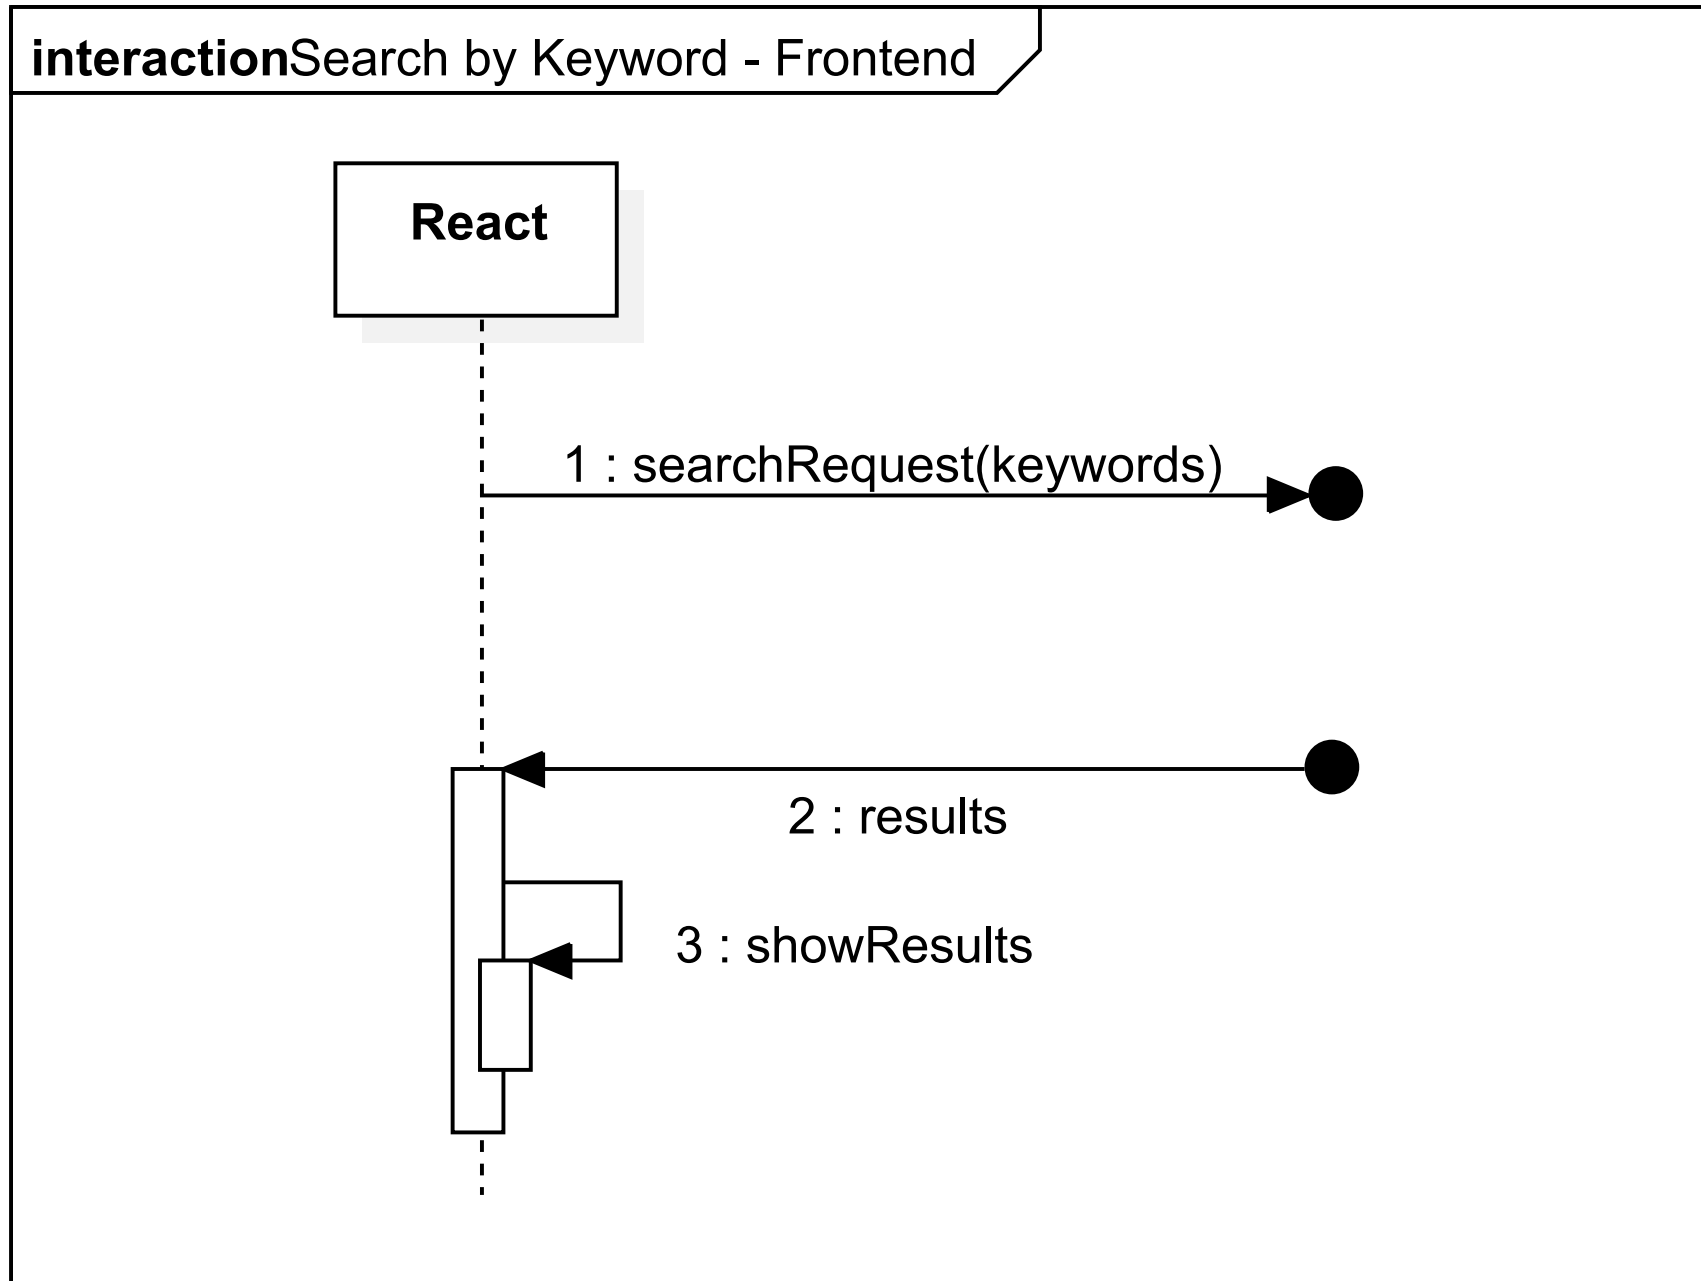 interactionSearch by Keyword - Frontend
React
1 : searchRequest(keywords)
2 : results
3 : showResults